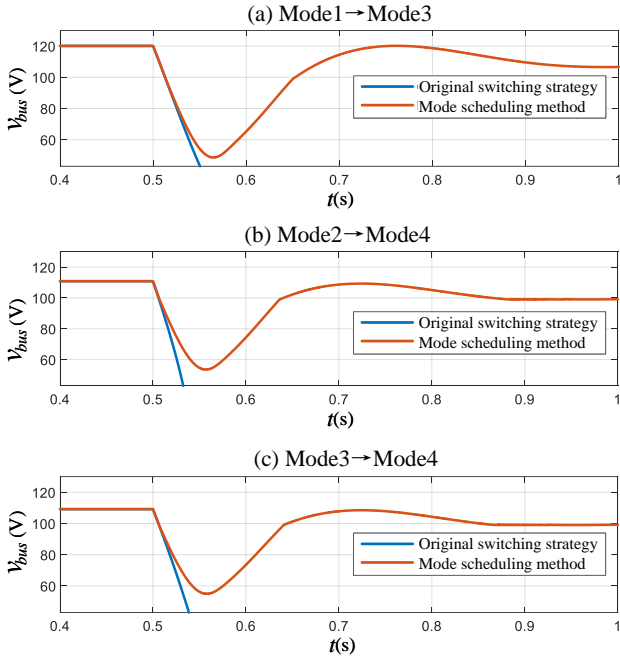 (a) Mode1→Mode3
120
100
80
60
V_bus (V)
Original switching strategy
Mode scheduling method
0.4 0.5 0.6 0.7 0.8 0.9 1
t(s)
(b) Mode2→Mode4
120
100
80
60
V_bus (V)
Original switching strategy
Mode scheduling method
0.4 0.5 0.6 0.7 0.8 0.9 1
t(s)
(c) Mode3→Mode4
120
100
80
60
V_bus (V)
Original switching strategy
Mode scheduling method
0.4 0.5 0.6 0.7 0.8 0.9 1
t(s)